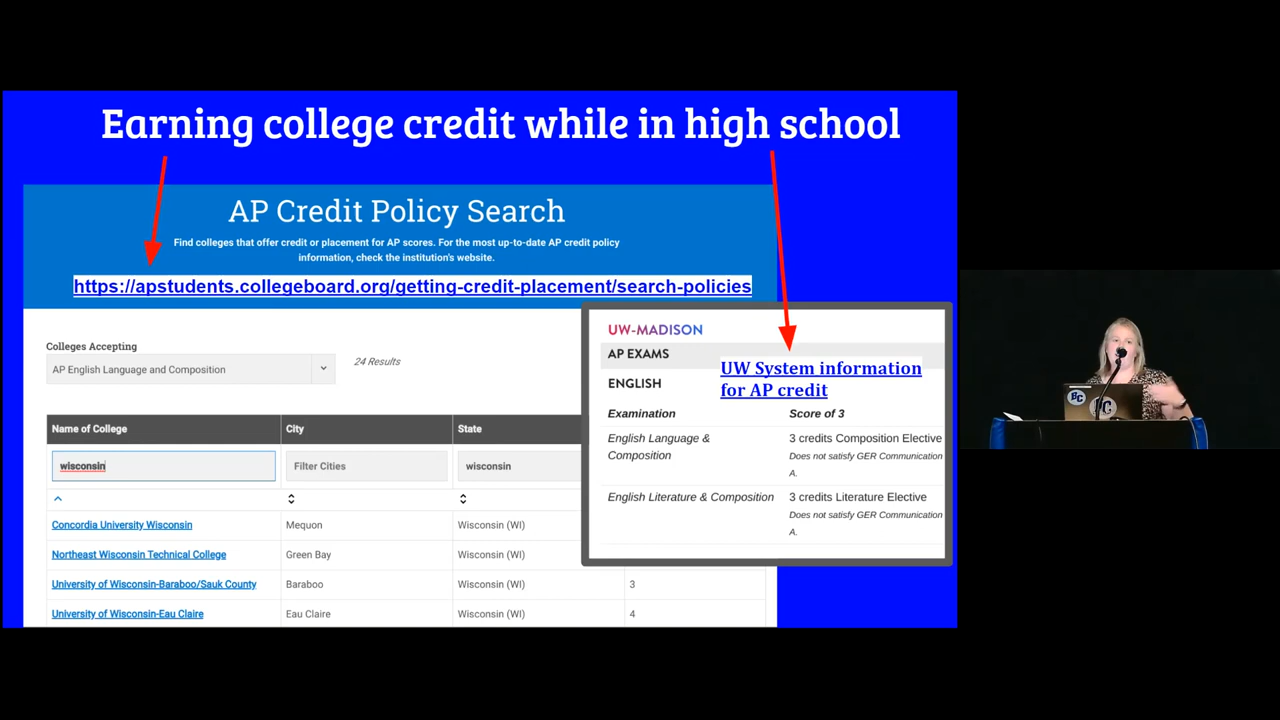 Earning college credit while in high school
AP Credit Policy Search
Find colleges that offer credit or placement for AP scores. For the most up-to-date AP credit policy
information, check the institution's website.
https://apstudents.collegeboard.org/getting-credit-placement/search-policies
Colleges Accepting
AP English Language and Composition
24 Results
Name of College City State
wisconsin Filter Cities wisconsin
Concordia University Wisconsin Mequon Wisconsin (WI)
Northeast Wisconsin Technical College Green Bay Wisconsin (WI)
University of Wisconsin-Baraboo/Sauk County Baraboo Wisconsin (WI) 3
University of Wisconsin-Eau Claire Eau Claire Wisconsin (WI) 4
UW-MADISON
AP EXAMS
UW System information
for AP credit
ENGLISH
Examination Score of 3
English Language & 3 credits Composition Elective
Composition Does not satisfy GER Communication
A.
English Literature & Composition 3 credits Literature Elective
Does not satisfy GER Communication
A.
BC